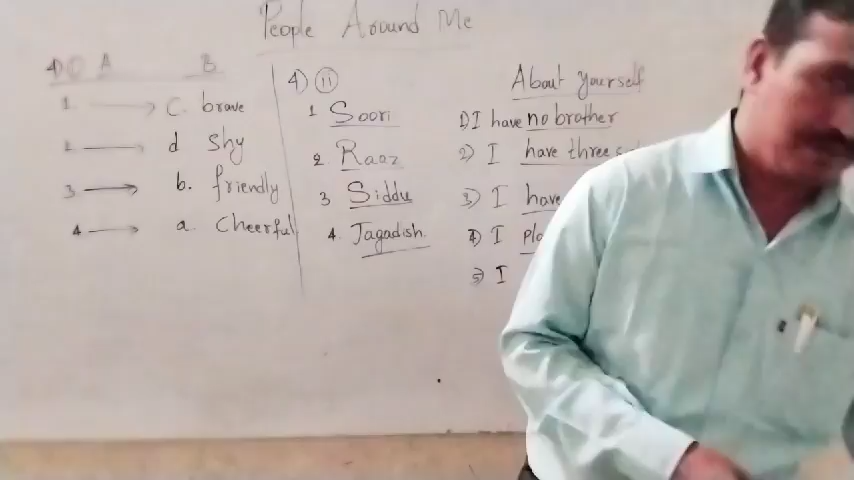 People Around Me
4) i A B
1 → c. brave
2 → d shy
3 → b. friendly
4 → a. Cheerful
4) ii
1 Soori
2. Raaz
3 Siddu
4. Jagadish.
About Yourself
1) I have no brother
2) I have three
3) I have
4) I
5) I